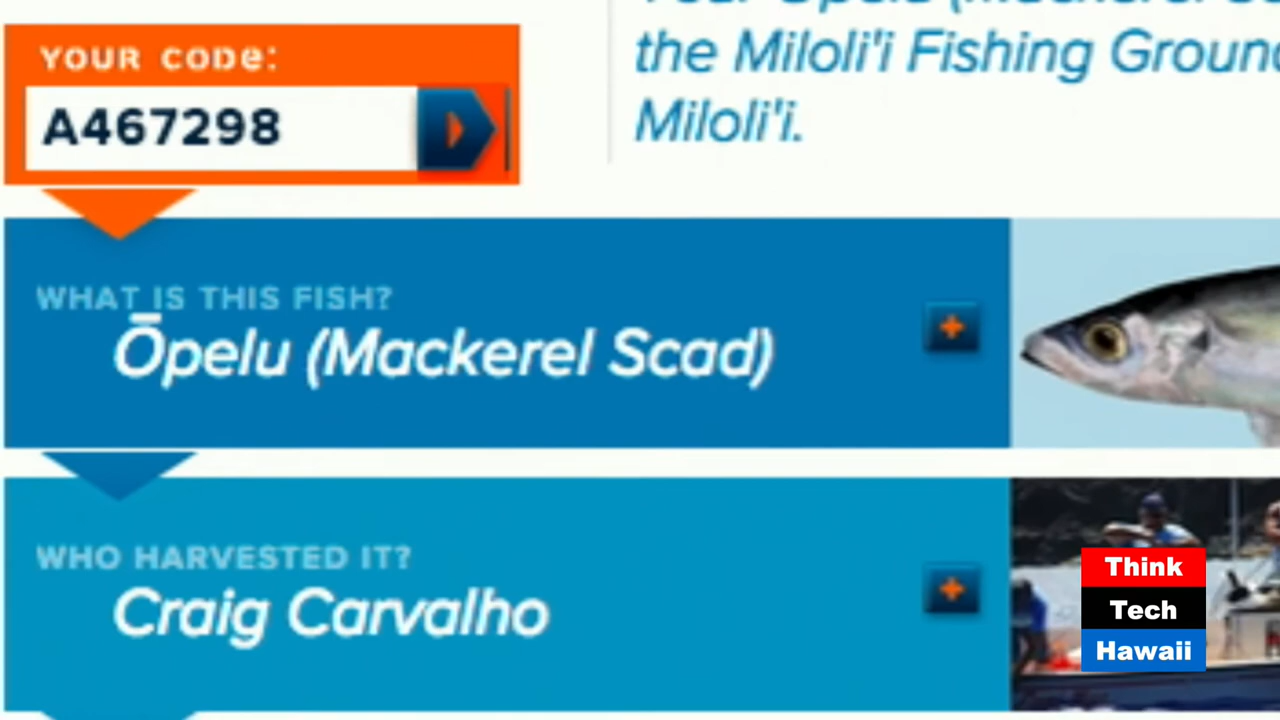 YOUR CODE:
A467298
the Miloli'i Fishing
Miloli'i.
WHAT IS THIS FISH?
Ōpelu (Mackerel Scad)
WHO HARVESTED IT?
Craig Carvalho
Think
Tech
Hawaii